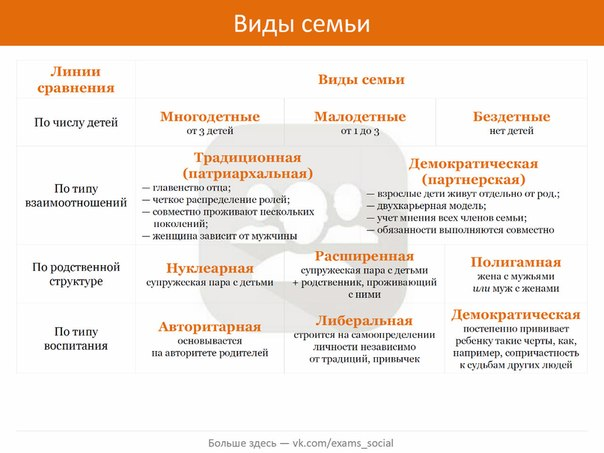 Виды семьи
Линии
сравнения
Виды семьи
По числу детей
Многодетные
от 3 детей
Малодетные
от 1 до 3
Бездетные
нет детей
По типу
взаимоотношений
Традиционная
(патриархальная)
— главенство отца;
— четкое распределение ролей;
— совместно проживают нескольких
поколений;
— женщина зависит от мужчины
Демократическая
(партнерская)
— взрослые дети живут отдельно от род.;
— двухкарьерная модель;
— учет мнения всех членов семьи;
— обязанности выполняются совместно
По родственной
структуре
Нуклеарная
супружеская пара с детьми
Расширенная
супружеская пара с детьми
+ родственник, проживающий
с ними
Полигамная
жена с мужьями
или муж с женами
По типу
воспитания
Авторитарная
основывается
на авторитете родителей
Либеральная
строится на самоопределении
личности независимо
от традиций, привычек
Демократическая
постепенно прививает
ребенку такие черты, как,
например, сопричастность
к судьбам других людей
Больше здесь — vk.com/exams_social